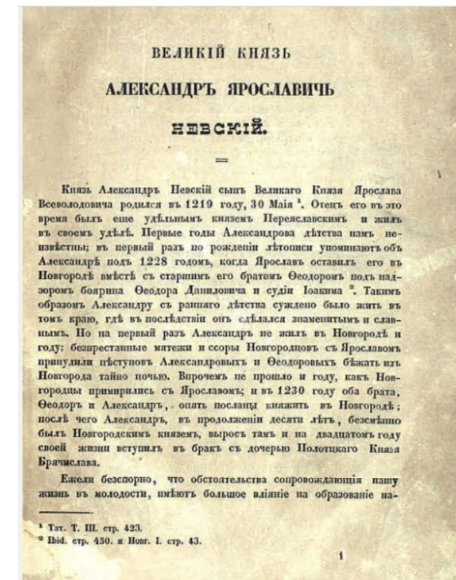 ВЕЛИКІЙ КНЯЗЬ
АЛЕКСАНДРЪ ЯРОСЛАВИЧЬ
НЕВСКІЙ.
Князь Александръ Невскій сынъ Великаго Князя Ярослава
Всеволодовича родился въ 1219 году, 30 Маія ¹. Отецъ его въ это
время былъ еще удѣльнымъ княземъ Переяславскимъ и жилъ
въ своемъ удѣлѣ. Первые годы Александрова дѣтства намъ не-
извѣстны; въ первый разъ по рожденіи лѣтописи упоминаютъ объ
Александрѣ подъ 1228 годомъ, когда Ярославъ оставилъ его въ
Новгородѣ вмѣстѣ съ старшимъ его братомъ Ѳеодоромъ подъ над-
зоромъ боярина Ѳеодора Даниловича и судіи Іоакима ². Такимъ
образомъ Александру съ ранняго дѣтства суждено было жить въ
томъ краю, гдѣ въ послѣдствіи онъ сдѣлался знаменитымъ и слав-
нымъ. Но на первый разъ Александръ не жилъ въ Новгородѣ и
году; безпрестанные мятежи и ссоры Новгородцовъ съ Ярославомъ
принудили пѣстуновъ Александровыхъ и Ѳеодоровыхъ бѣжать изъ
Новгорода тайно ночью. Впрочемъ не прошло и году, какъ Нов-
городцы примирились съ Ярославомъ; и въ 1230 году оба брата,
Ѳеодоръ и Александръ, опять посланы княжить въ Новгородѣ;
послѣ чего Александръ, въ продолженіи десяти лѣтъ, безсмѣнно
былъ Новгородскимъ княземъ, выросъ тамъ и на двадцатомъ году
своей жизни вступилъ въ бракъ съ дочерью Полотцкаго Князя
Брячислава.
Ежели безспорно, что обстоятельства сопровождающія нашу
жизнь въ молодости, имѣютъ большое вліяніе на образованіе на-
¹ Тат. Т. III. стр. 423.
² Ibid. стр. 450. и Новг. I. стр. 43.
1